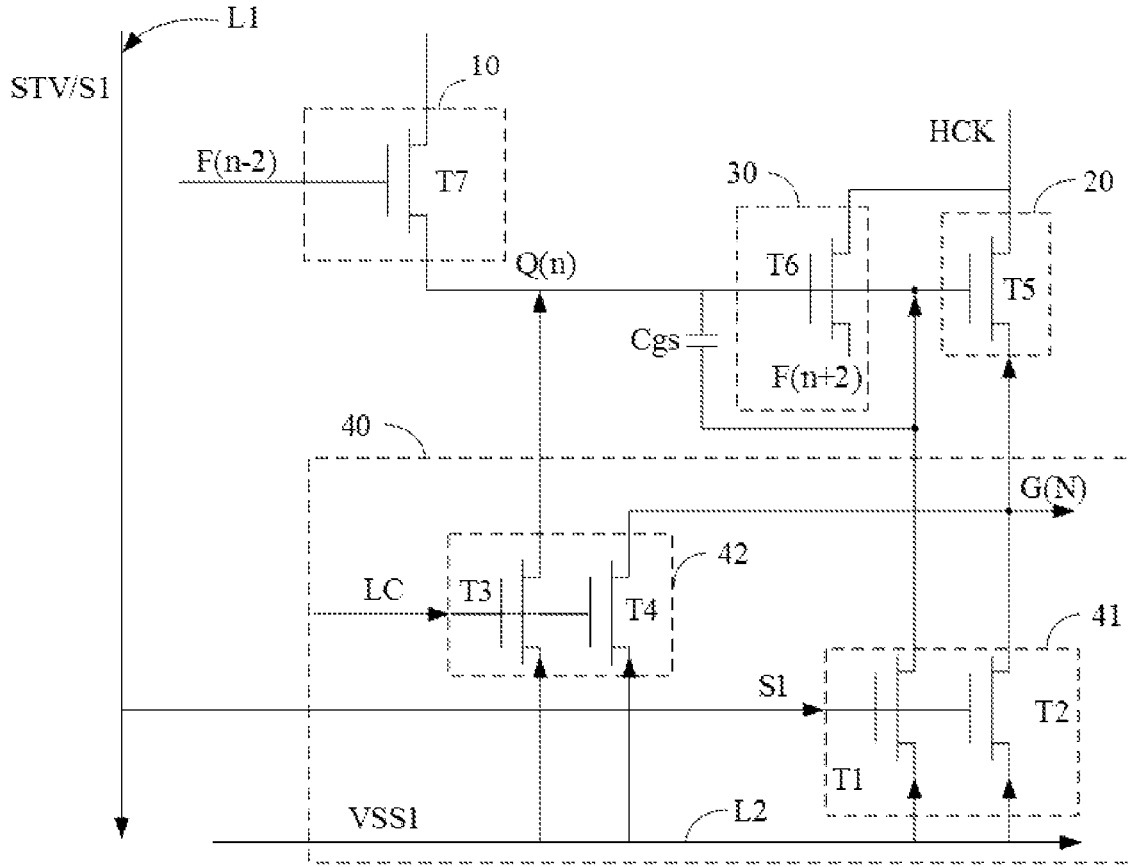 L1
STV/S1
10
HCK
F(n-2)
T7
30
20
Q(n)
T6
T5
Cgs
F(n+2)
40
G(N)
42
LC
T3
T4
41
S1
T2
T1
VSS1
L2